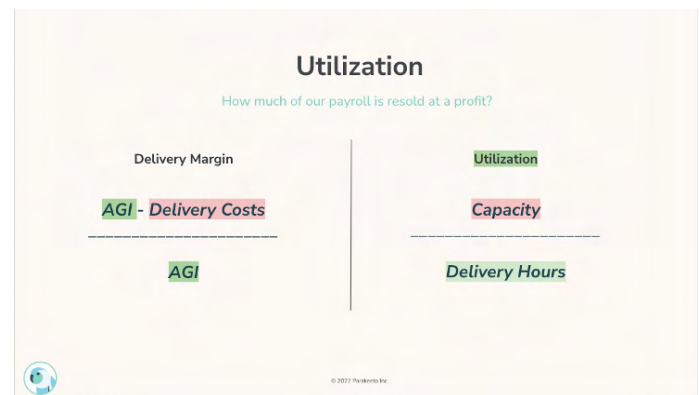 Utilization
How much of our payroll is resold at a profit?
Delivery Margin
AGI - Delivery Costs
AGI
Utilization
Capacity
Delivery Hours
© 2022 Parakeeto Inc.